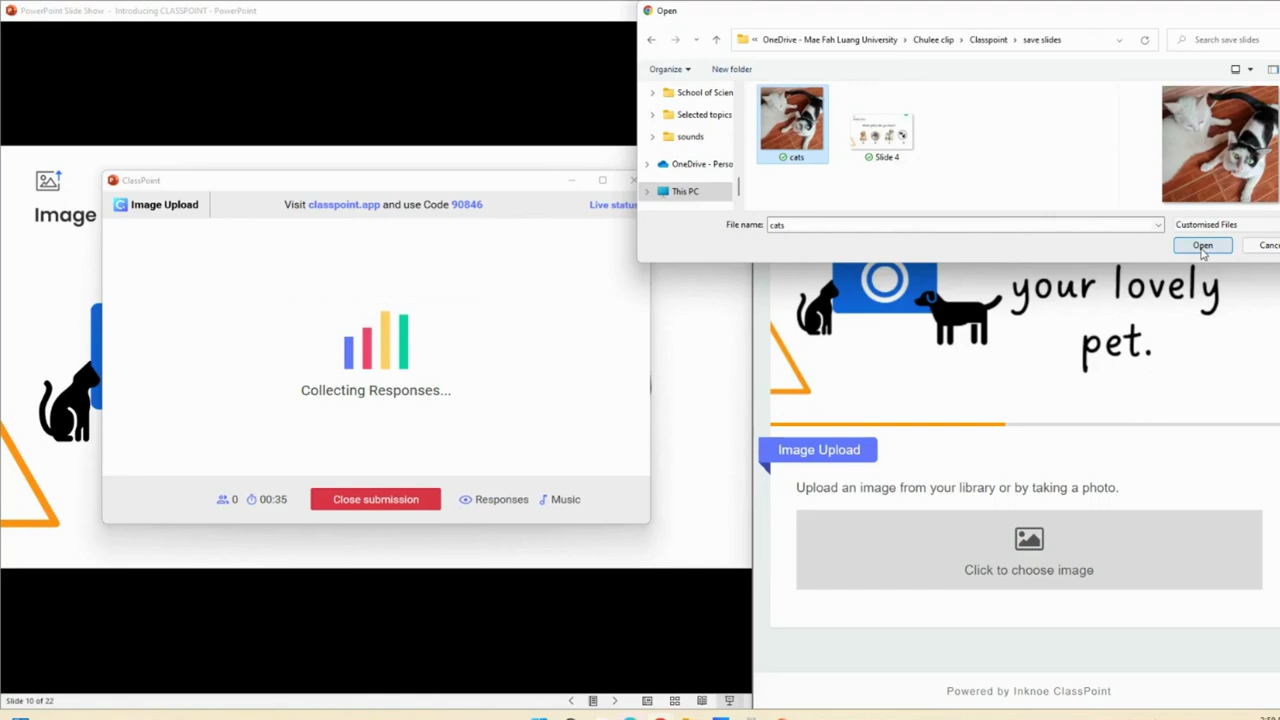 PowerPoint Slide Show - Introducing CLASSPOINT - PowerPoint
Image
ClassPoint
Image Upload
Visit classpoint.app and use Code 90846
Live status
Collecting Responses...
0
00:35
Close submission
Responses
Music
Slide 10 of 22
Open
« OneDrive - Mae Fah Luang University > Chulee clip > Classpoint > save slides
Search save slides
Organize
New folder
School of Scien
Selected topics
sounds
OneDrive - Perso
This PC
cats
Slide 4
File name:
cats
Customised Files
Open
Cance
your lovely
pet.
Image Upload
Upload an image from your library or by taking a photo.
Click to choose image
Powered by Inknoe ClassPoint